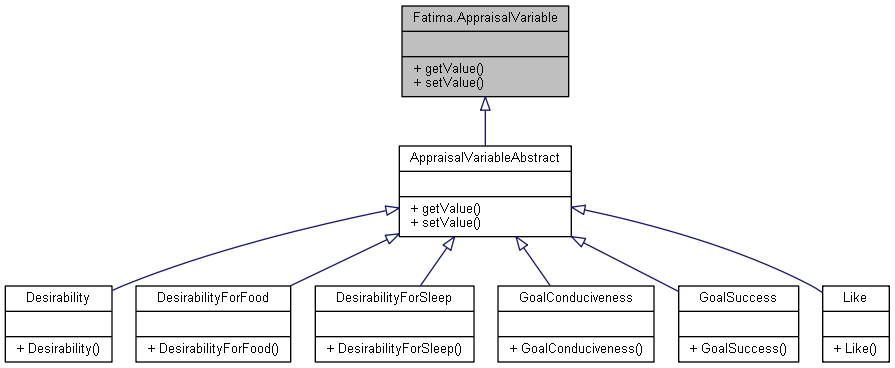 Fatima.AppraisalVariable
+ getValue()
+ setValue()
AppraisalVariableAbstract
+ getValue()
+ setValue()
Desirability
+ Desirability()
DesirabilityForFood
+ DesirabilityForFood()
DesirabilityForSleep
+ DesirabilityForSleep()
GoalConduciveness
+ GoalConduciveness()
GoalSuccess
+ GoalSuccess()
Like
+ Like()